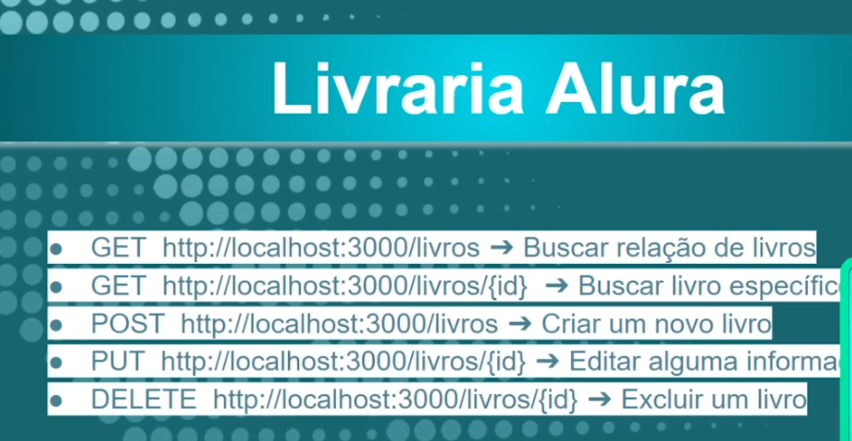 Livraria Alura
● GET http://localhost:3000/livros ➔ Buscar relação de livros
● GET http://localhost:3000/livros/{id} ➔ Buscar livro específic
● POST http://localhost:3000/livros ➔ Criar um novo livro
● PUT http://localhost:3000/livros/{id} ➔ Editar alguma informa
● DELETE http://localhost:3000/livros/{id} ➔ Excluir um livro